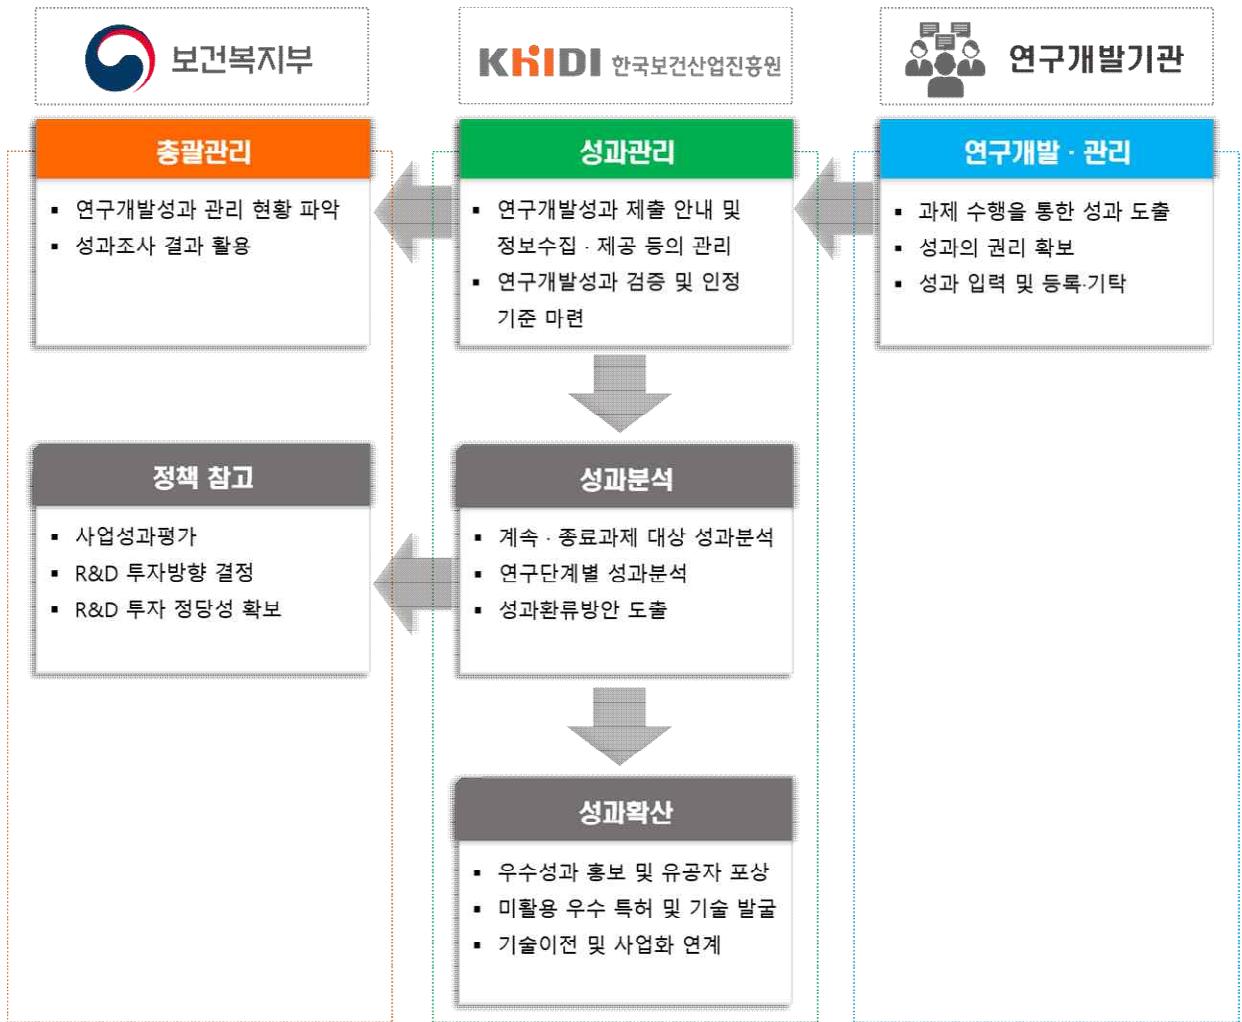 보건복지부
KHIDI 한국보건산업진흥원
연구개발기관
총괄관리
▪ 연구개발성과 관리 현황 파악
▪ 성과조사 결과 활용
성과관리
▪ 연구개발성과 제출 안내 및
정보수집 · 제공 등의 관리
▪ 연구개발성과 검증 및 인정
기준 마련
연구개발 · 관리
▪ 과제 수행을 통한 성과 도출
▪ 성과의 권리 확보
▪ 성과 입력 및 등록·기탁
정책 참고
▪ 사업성과평가
▪ R&D 투자방향 결정
▪ R&D 투자 정당성 확보
성과분석
▪ 계속 · 종료과제 대상 성과분석
▪ 연구단계별 성과분석
▪ 성과환류방안 도출
성과확산
▪ 우수성과 홍보 및 유공자 포상
▪ 미활용 우수 특허 및 기술 발굴
▪ 기술이전 및 사업화 연계